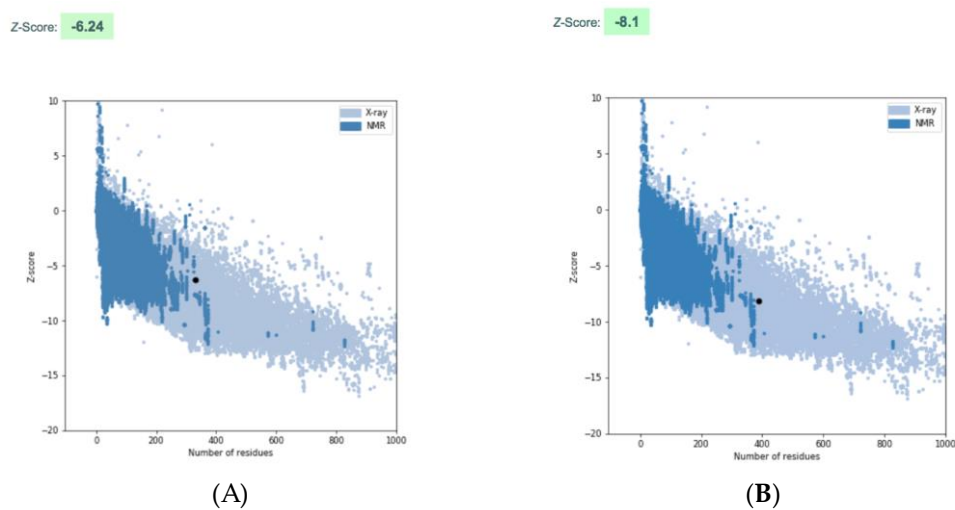 Z-Score: -6.24
10
5
0
−5
−10
−15
−20
Z-score
0 200 400 600 800 1000
Number of residues
X-ray
NMR
(A)
Z-Score: -8.1
10
5
0
−5
−10
−15
−20
Z-score
0 200 400 600 800 1000
Number of residues
X-ray
NMR
(B)